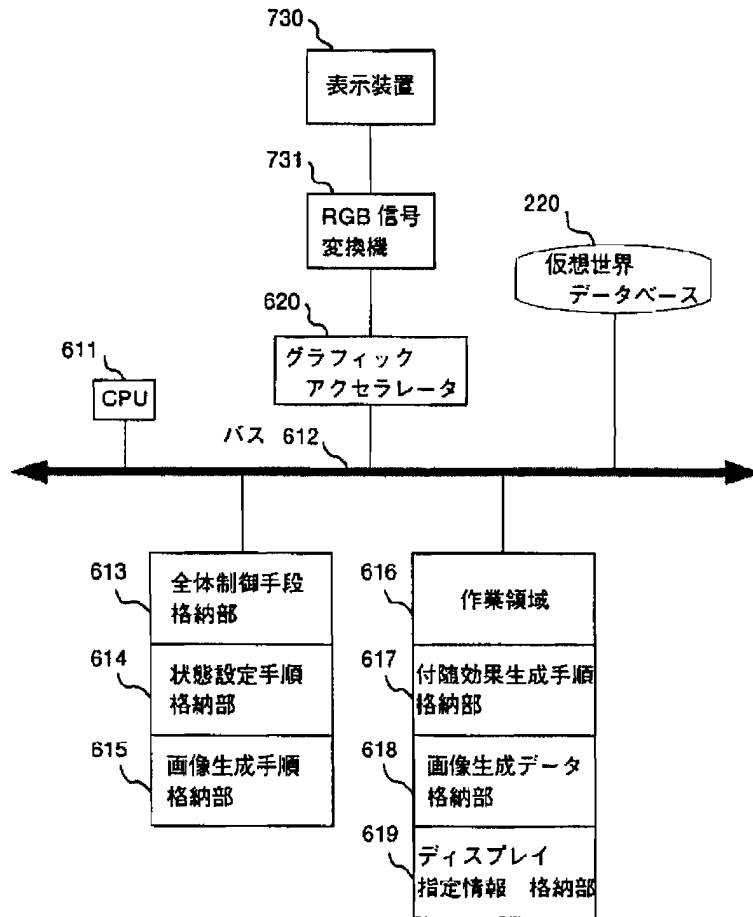 730
表示装置
731
RGB 信号
変換機
220
仮想世界
データベース
620
グラフィック
アクセラレータ
611
CPU
バス 612
613
全体制御手段
格納部
614
状態設定手順
格納部
615
画像生成手順
格納部
616
作業領域
617
付随効果生成手順
格納部
618
画像生成データ
格納部
619
ディスプレイ
指定情報 格納部